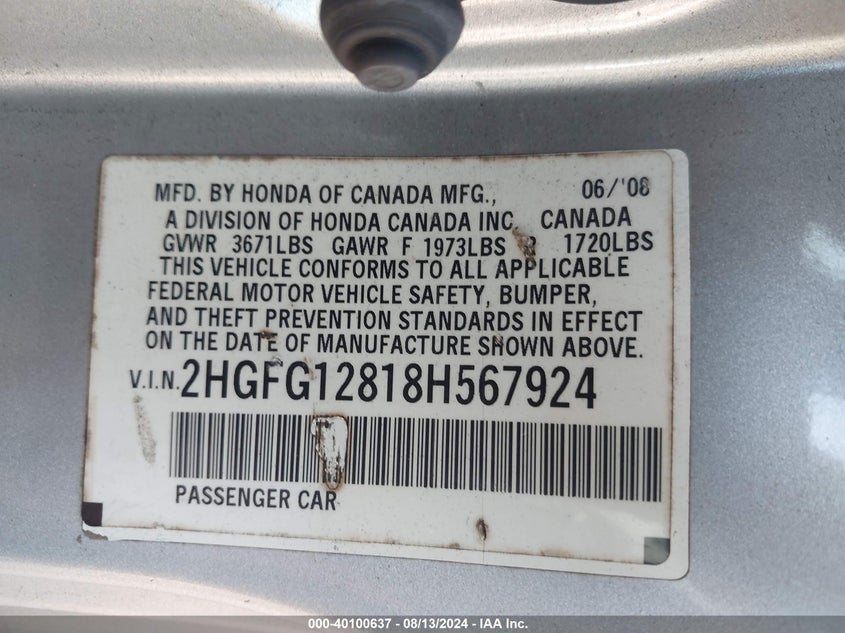 MFD. BY HONDA OF CANADA MFG., 06/'08
A DIVISION OF HONDA CANADA INC. CANADA
GVWR 3671LBS GAWR F 1973LBS R 1720LBS
THIS VEHICLE CONFORMS TO ALL APPLICABLE
FEDERAL MOTOR VEHICLE SAFETY, BUMPER,
AND THEFT PREVENTION STANDARDS IN EFFECT
ON THE DATE OF MANUFACTURE SHOWN ABOVE.
V.I.N. 2HGFG12818H567924
PASSENGER CAR
000-40100637 - 08/13/2024 - IAA Inc.